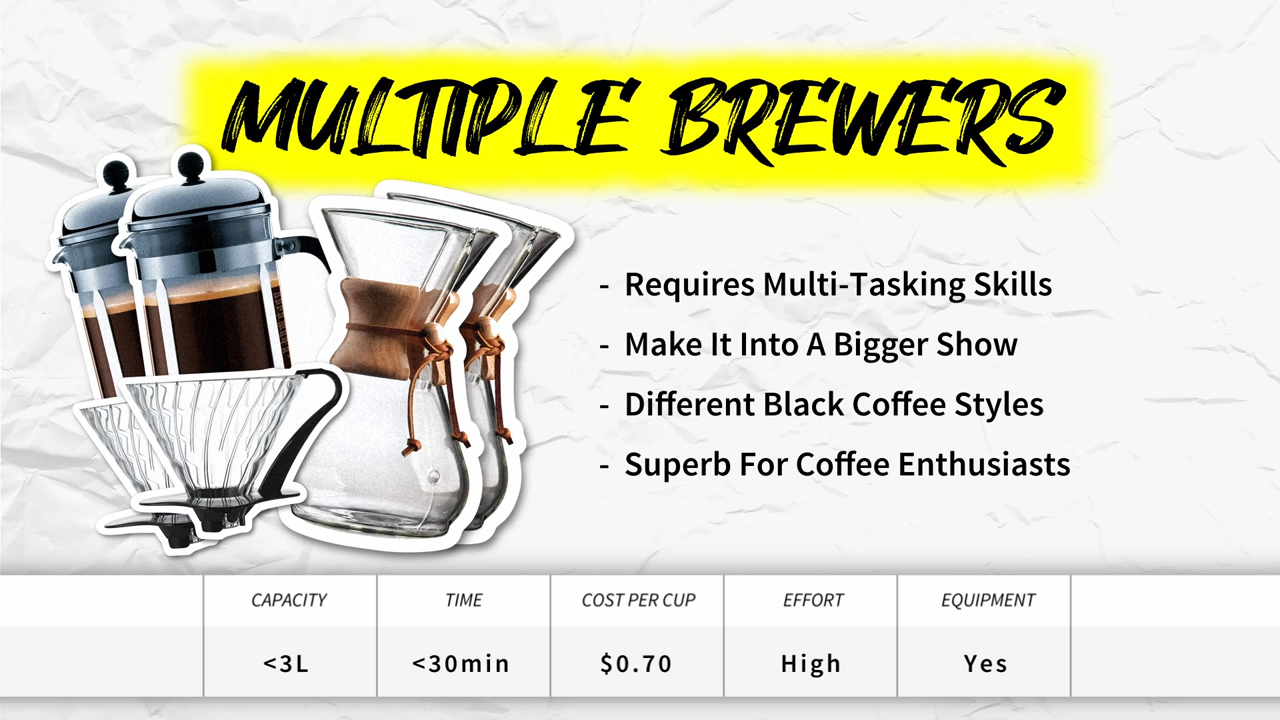 MULTIPLE BREWERS
- Requires Multi-Tasking Skills
- Make It Into A Bigger Show
- Different Black Coffee Styles
- Superb For Coffee Enthusiasts
CAPACITY TIME COST PER CUP EFFORT EQUIPMENT
<3L <30min $0.70 High Yes